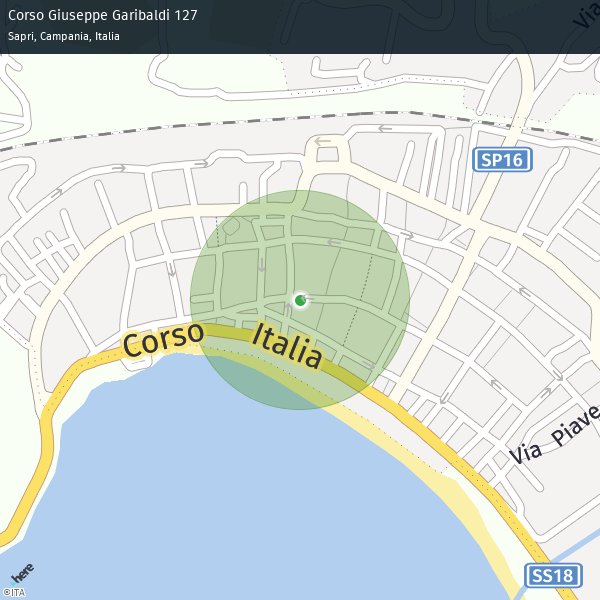 Corso Giuseppe Garibaldi 127
Sapri, Campania, Italia
Via
SP16
Corso Italia
Via Piave
SS18
here
©ITA